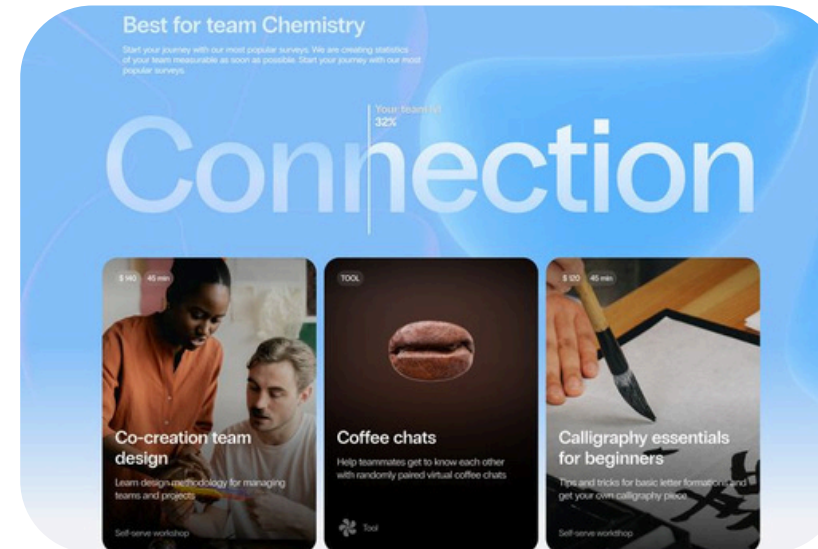 Best for team Chemistry
Start your journey with our most popular surveys. We are creating statistics
of your team measurable as soon as possible. Start your journey with our most
popular surveys.
Your team
32%
Connection
$ 140 45 min
TOOL
$ 120 45 min
Co-creation team
design
Learn design methodology for managing
teams and projects
Self-serve workshop
Coffee chats
Help teammates get to know each other
with randomly paired virtual coffee chats
Tool
Calligraphy essentials
for beginners
Tips and tricks for basic letter formations and
get your own calligraphy piece
Self-serve workthop